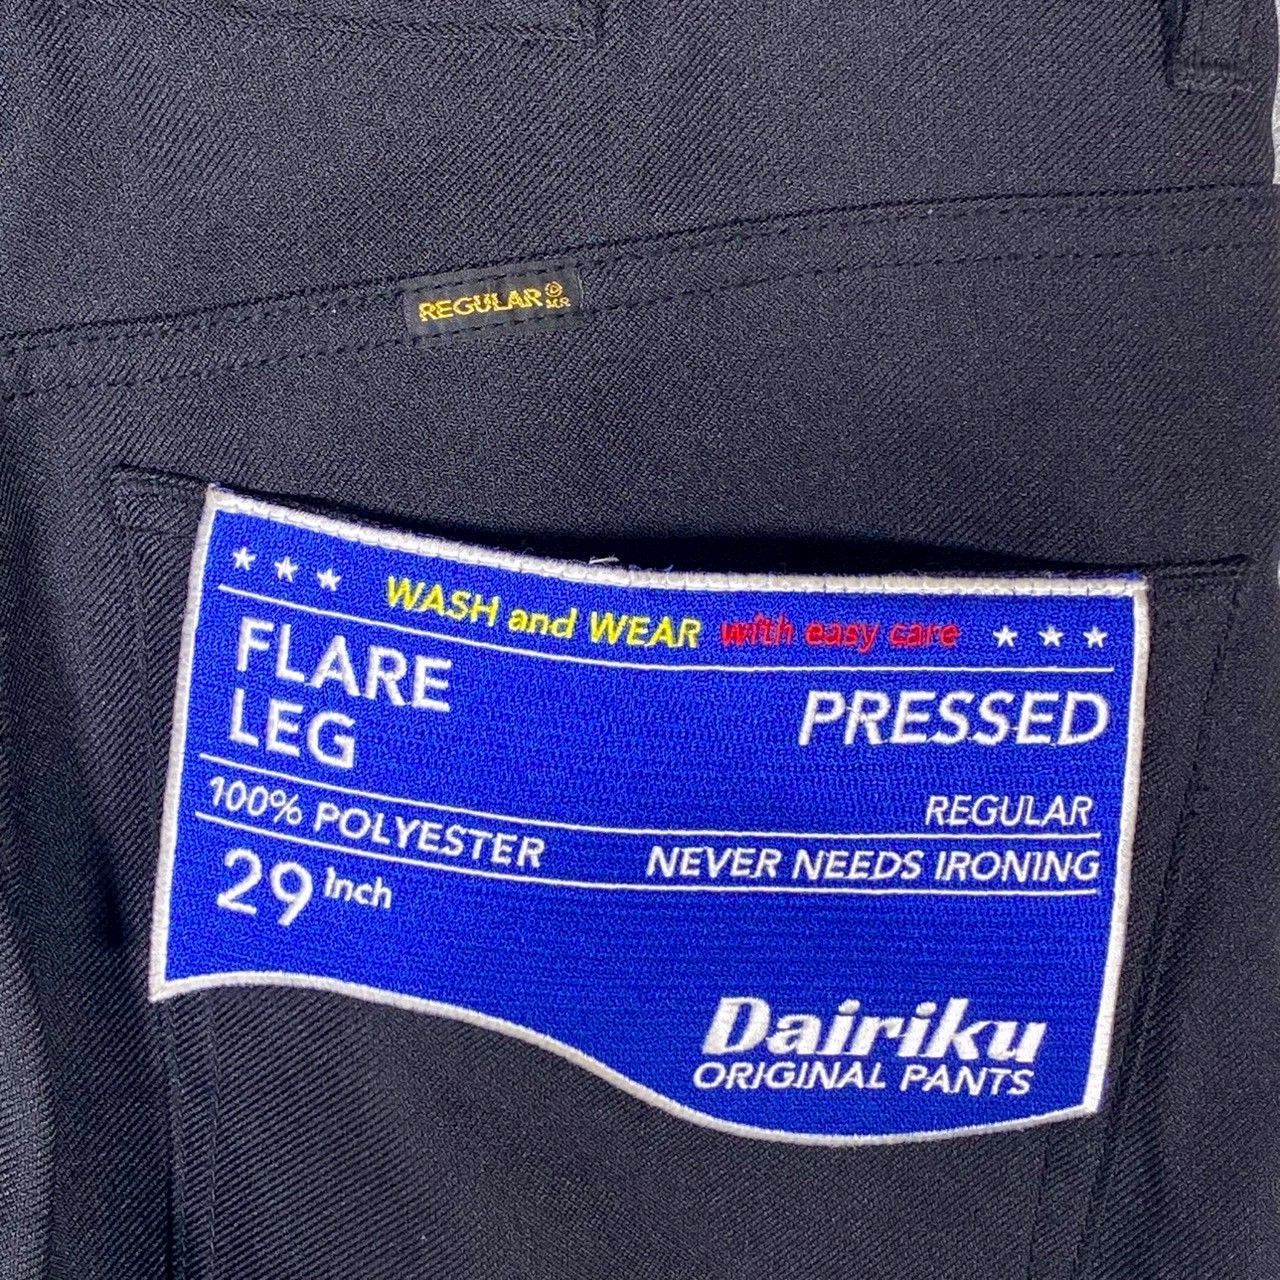 REGULAR
★ ★ ★ WASH and WEAR with easy care ★ ★ ★
FLARE
LEG
PRESSED
REGULAR
100% POLYESTER
NEVER NEEDS IRONING
29 Inch
Dairiku
ORIGINAL PANTS